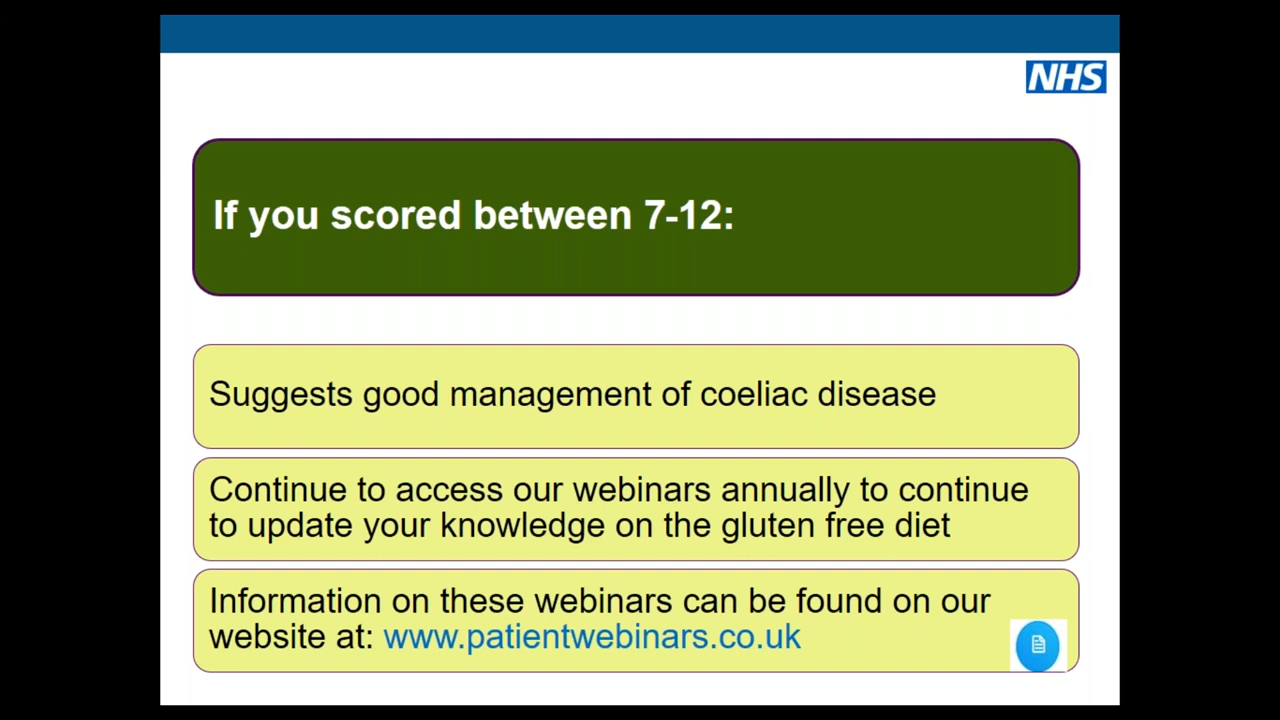 NHS
If you scored between 7-12:
Suggests good management of coeliac disease
Continue to access our webinars annually to continue
to update your knowledge on the gluten free diet
Information on these webinars can be found on our
website at: www.patientwebinars.co.uk